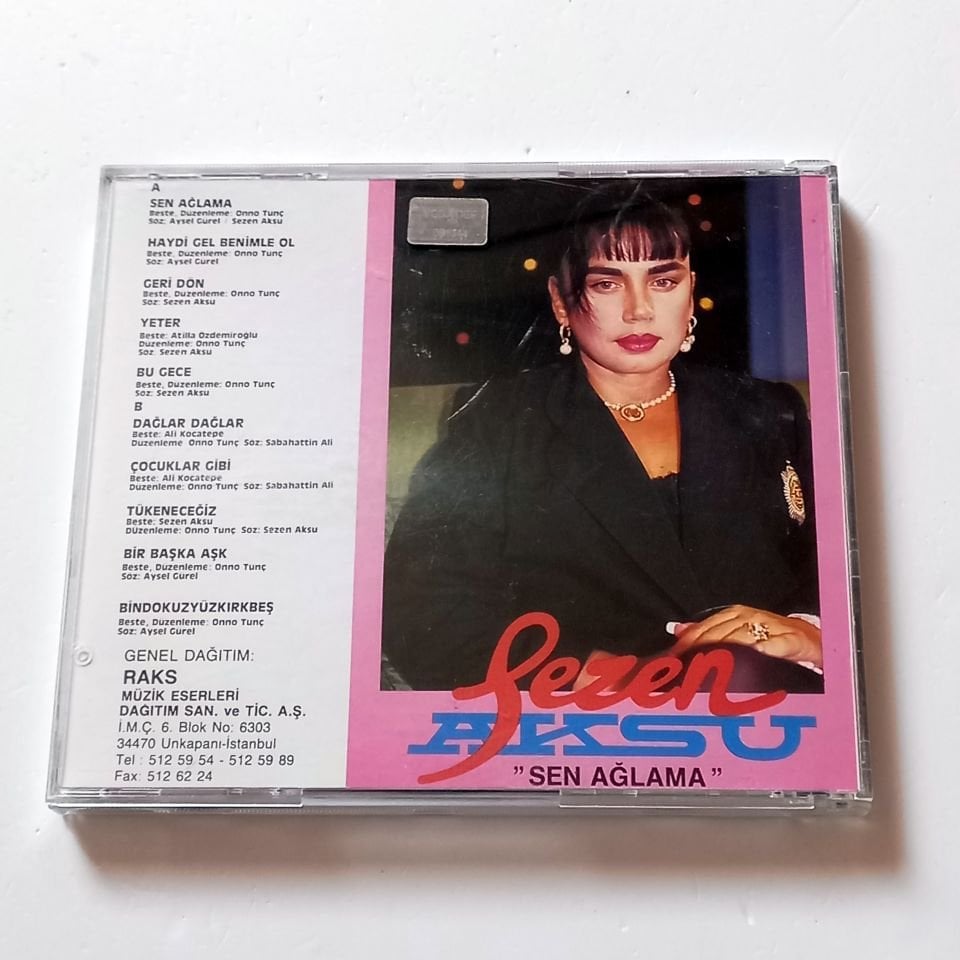 A
SEN AĞLAMA
Beste, Düzenleme: Onno Tunç
Söz: Aysel Gürel / Sezen Aksu
HAYDİ GEL BENİMLE OL
Beste, Düzenleme: Onno Tunç
Söz: Aysel Gürel
GERİ DÖN
Beste, Düzenleme: Onno Tunç
Söz: Sezen Aksu
YETER
Beste: Atilla Özdemiroğlu
Düzenleme: Onno Tunç
Söz: Sezen Aksu
BU GECE
Beste, Düzenleme: Onno Tunç
Söz: Sezen Aksu
B
DAĞLAR DAĞLAR
Beste: Ali Kocatepe
Düzenleme Onno Tunç Söz: Sabahattin Ali
ÇOCUKLAR GİBİ
Beste: Ali Kocatepe
Düzenleme: Onno Tunç Söz: Sabahattin Ali
TÜKENECEĞİZ
Beste: Sezen Aksu
Düzenleme: Onno Tunç Söz: Sezen Aksu
BİR BAŞKA AŞK
Beste, Düzenleme: Onno Tunç
Söz: Aysel Gürel
BİNDOKUZYÜZKIRKBEŞ
Beste, Düzenleme: Onno Tunç
Söz: Aysel Gürel
GENEL DAĞITIM:
RAKS
MÜZİK ESERLERİ
DAĞITIM SAN. ve TİC. A.Ş.
İ.M.Ç. 6. Blok No: 6303
34470 Unkapanı-İstanbul
Tel : 512 59 54 - 512 59 89
Fax: 512 62 24
Sezen
AKSU
"SEN AĞLAMA"